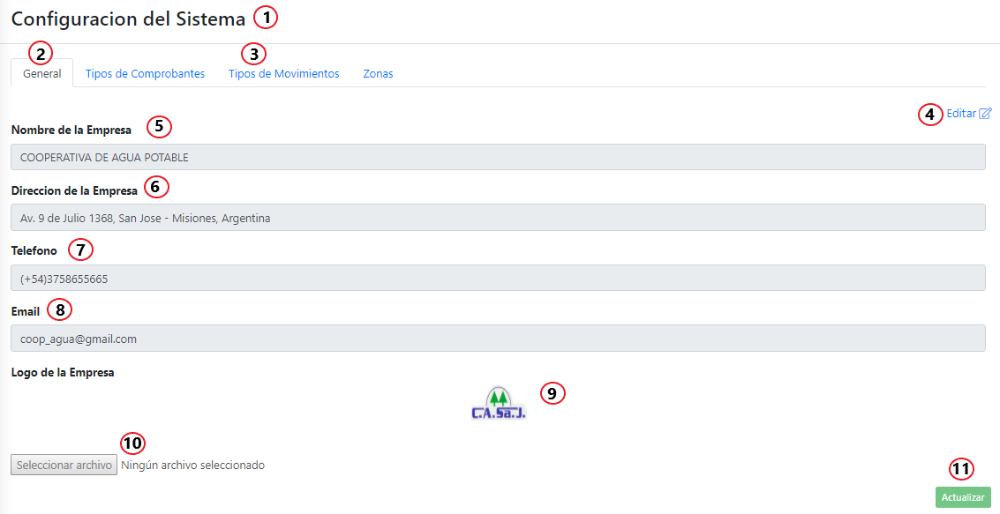 Configuracion del Sistema 1
2 3
General Tipos de Comprobantes Tipos de Movimientos Zonas
4 Editar
Nombre de la Empresa 5
COOPERATIVA DE AGUA POTABLE
Direccion de la Empresa 6
Av. 9 de Julio 1368, San Jose - Misiones, Argentina
Telefono 7
(+54)3758655665
Email 8
coop_agua@gmail.com
Logo de la Empresa
C.A.Sa.J. 9
10
Seleccionar archivo Ningún archivo seleccionado
11
Actualizar